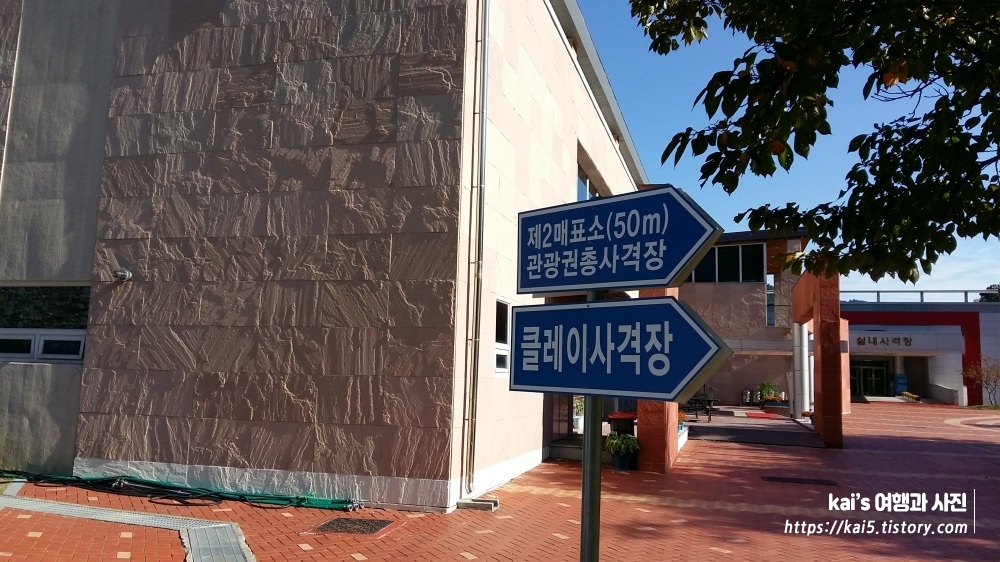 제2매표소(50m)
관광권총사격장
클레이사격장
실내사격장
kai's 여행과 사진
https://kai5.tistory.com